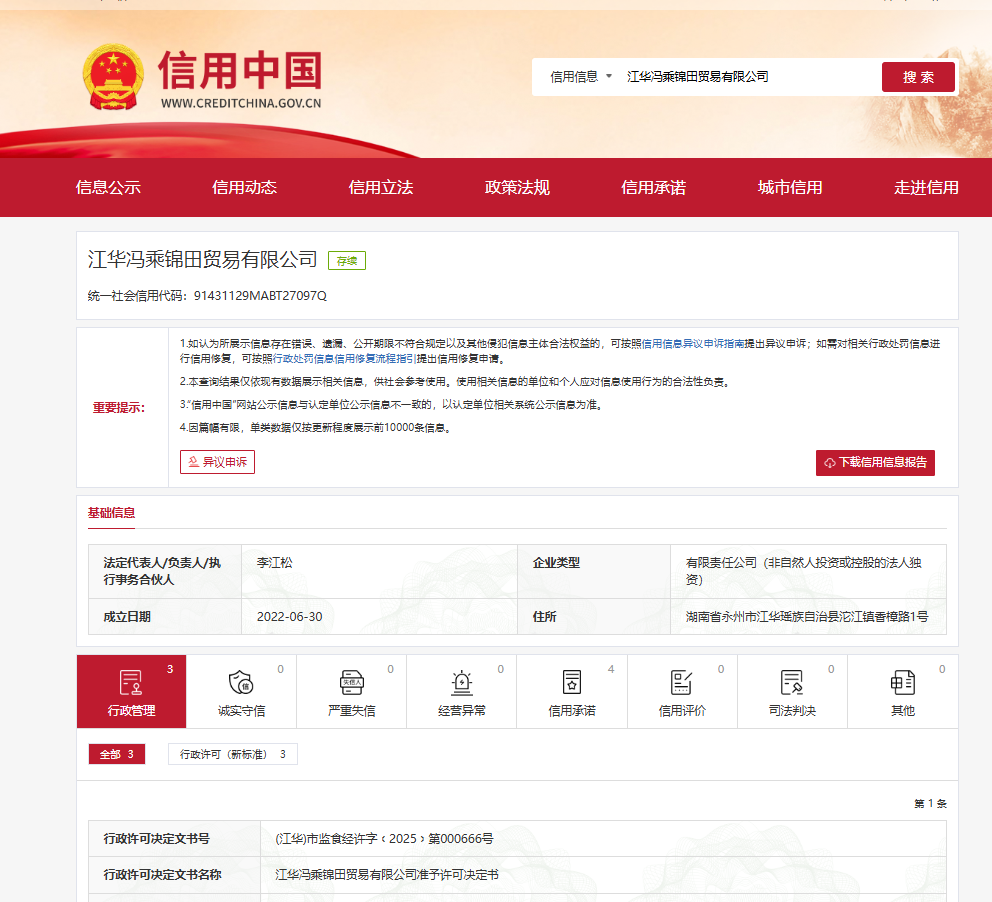 信用中国
WWW.CREDITCHINA.GOV.CN
信用信息 江华冯乘锦田贸易有限公司 搜 索
信息公示 信用动态 信用立法 政策法规 信用承诺 城市信用 走进信用
江华冯乘锦田贸易有限公司 存续
统一社会信用代码：91431129MABT27097Q
重要提示：
1.如认为所展示信息存在错误、遗漏、公开期限不符合规定以及其他侵犯信息主体合法权益的，可按照信用信息异议申诉指南提出异议申诉；如需对相关行政处罚信息进
行信用修复，可按照行政处罚信息信用修复流程指引提出信用修复申请。
2.本查询结果仅依现有数据展示相关信息，供社会参考使用。使用相关信息的单位和个人应对信息使用行为的合法性负责。
3.“信用中国”网站公示信息与认定单位公示信息不一致的，以认定单位相关系统公示信息为准。
4.因篇幅有限，单类数据仅按更新程度展示前10000条信息。
异议申诉 下载信用信息报告
基础信息
法定代表人/负责人/执
行事务合伙人
李江松
企业类型
有限责任公司（非自然人投资或控股的法人独
资）
成立日期 2022-06-30 住所 湖南省永州市江华瑶族自治县沱江镇香樟路1号
3 0 0 0 4 0 0 0
信
失信人
行政管理 诚实守信 严重失信 经营异常 信用承诺 信用评价 司法判决 其他
全部 3 行政许可（新标准） 3
第 1 条
行政许可决定文书号 (江华)市监食经许字﹝2025﹞第000666号
行政许可决定文书名称 江华冯乘锦田贸易有限公司准予许可决定书